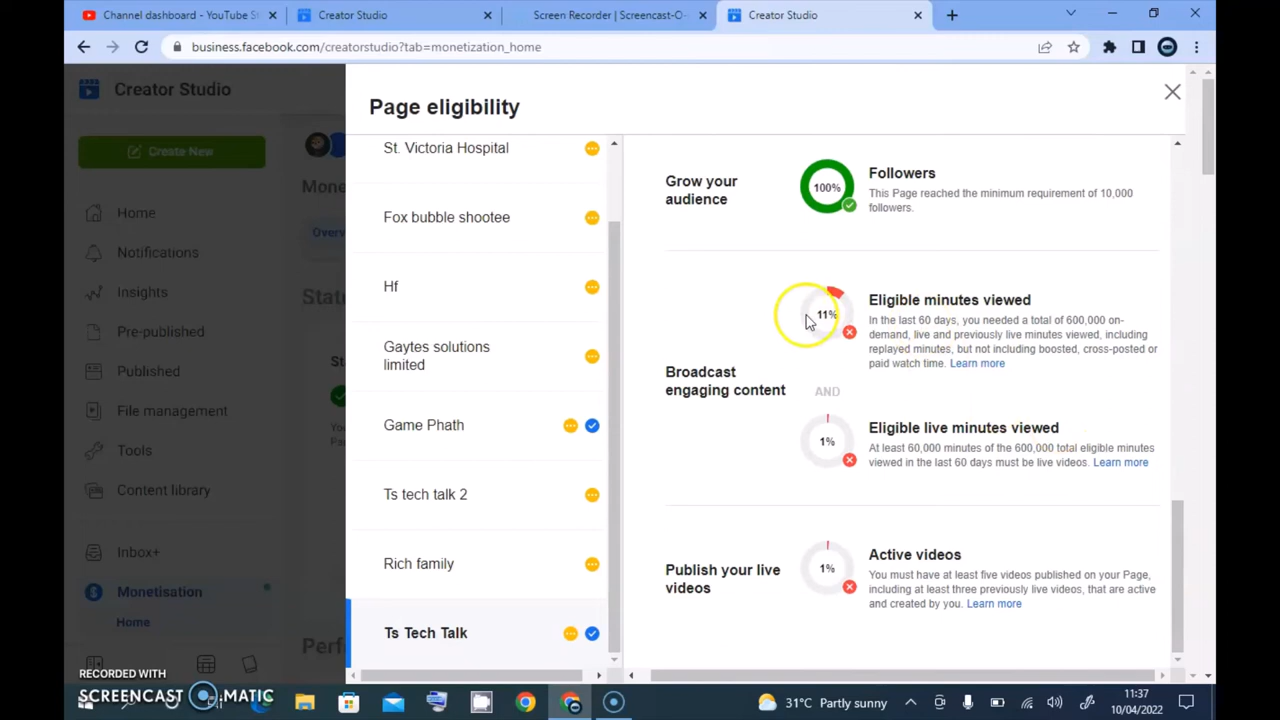 Channel dashboard - YouTube St
Creator Studio
Screen Recorder | Screencast-O-
Creator Studio
business.facebook.com/creatorstudio?tab=monetization_home
Creator Studio
Create New
Home
Notifications
Insights
Pre-published
Published
File management
Tools
Content library
Inbox+
Monetisation
Home
Mone
Overv
Stat
St
Yo
Pa
Perf
Page eligibility
St. Victoria Hospital
Fox bubble shootee
Hf
Gaytes solutions
limited
Game Phath
Ts tech talk 2
Rich family
Ts Tech Talk
Grow your
audience
100%
Followers
This Page reached the minimum requirement of 10,000
followers.
Broadcast
engaging content
11%
Eligible minutes viewed
In the last 60 days, you needed a total of 600,000 on-
demand, live and previously live minutes viewed, including
replayed minutes, but not including boosted, cross-posted or
paid watch time. Learn more
AND
1%
Eligible live minutes viewed
At least 60,000 minutes of the 600,000 total eligible minutes
viewed in the last 60 days must be live videos. Learn more
Publish your live
videos
1%
Active videos
You must have at least five videos published on your Page,
including at least three previously live videos, that are active
and created by you. Learn more
RECORDED WITH
SCREENCAST MATIC
31°C Partly sunny
11:37
10/04/2022